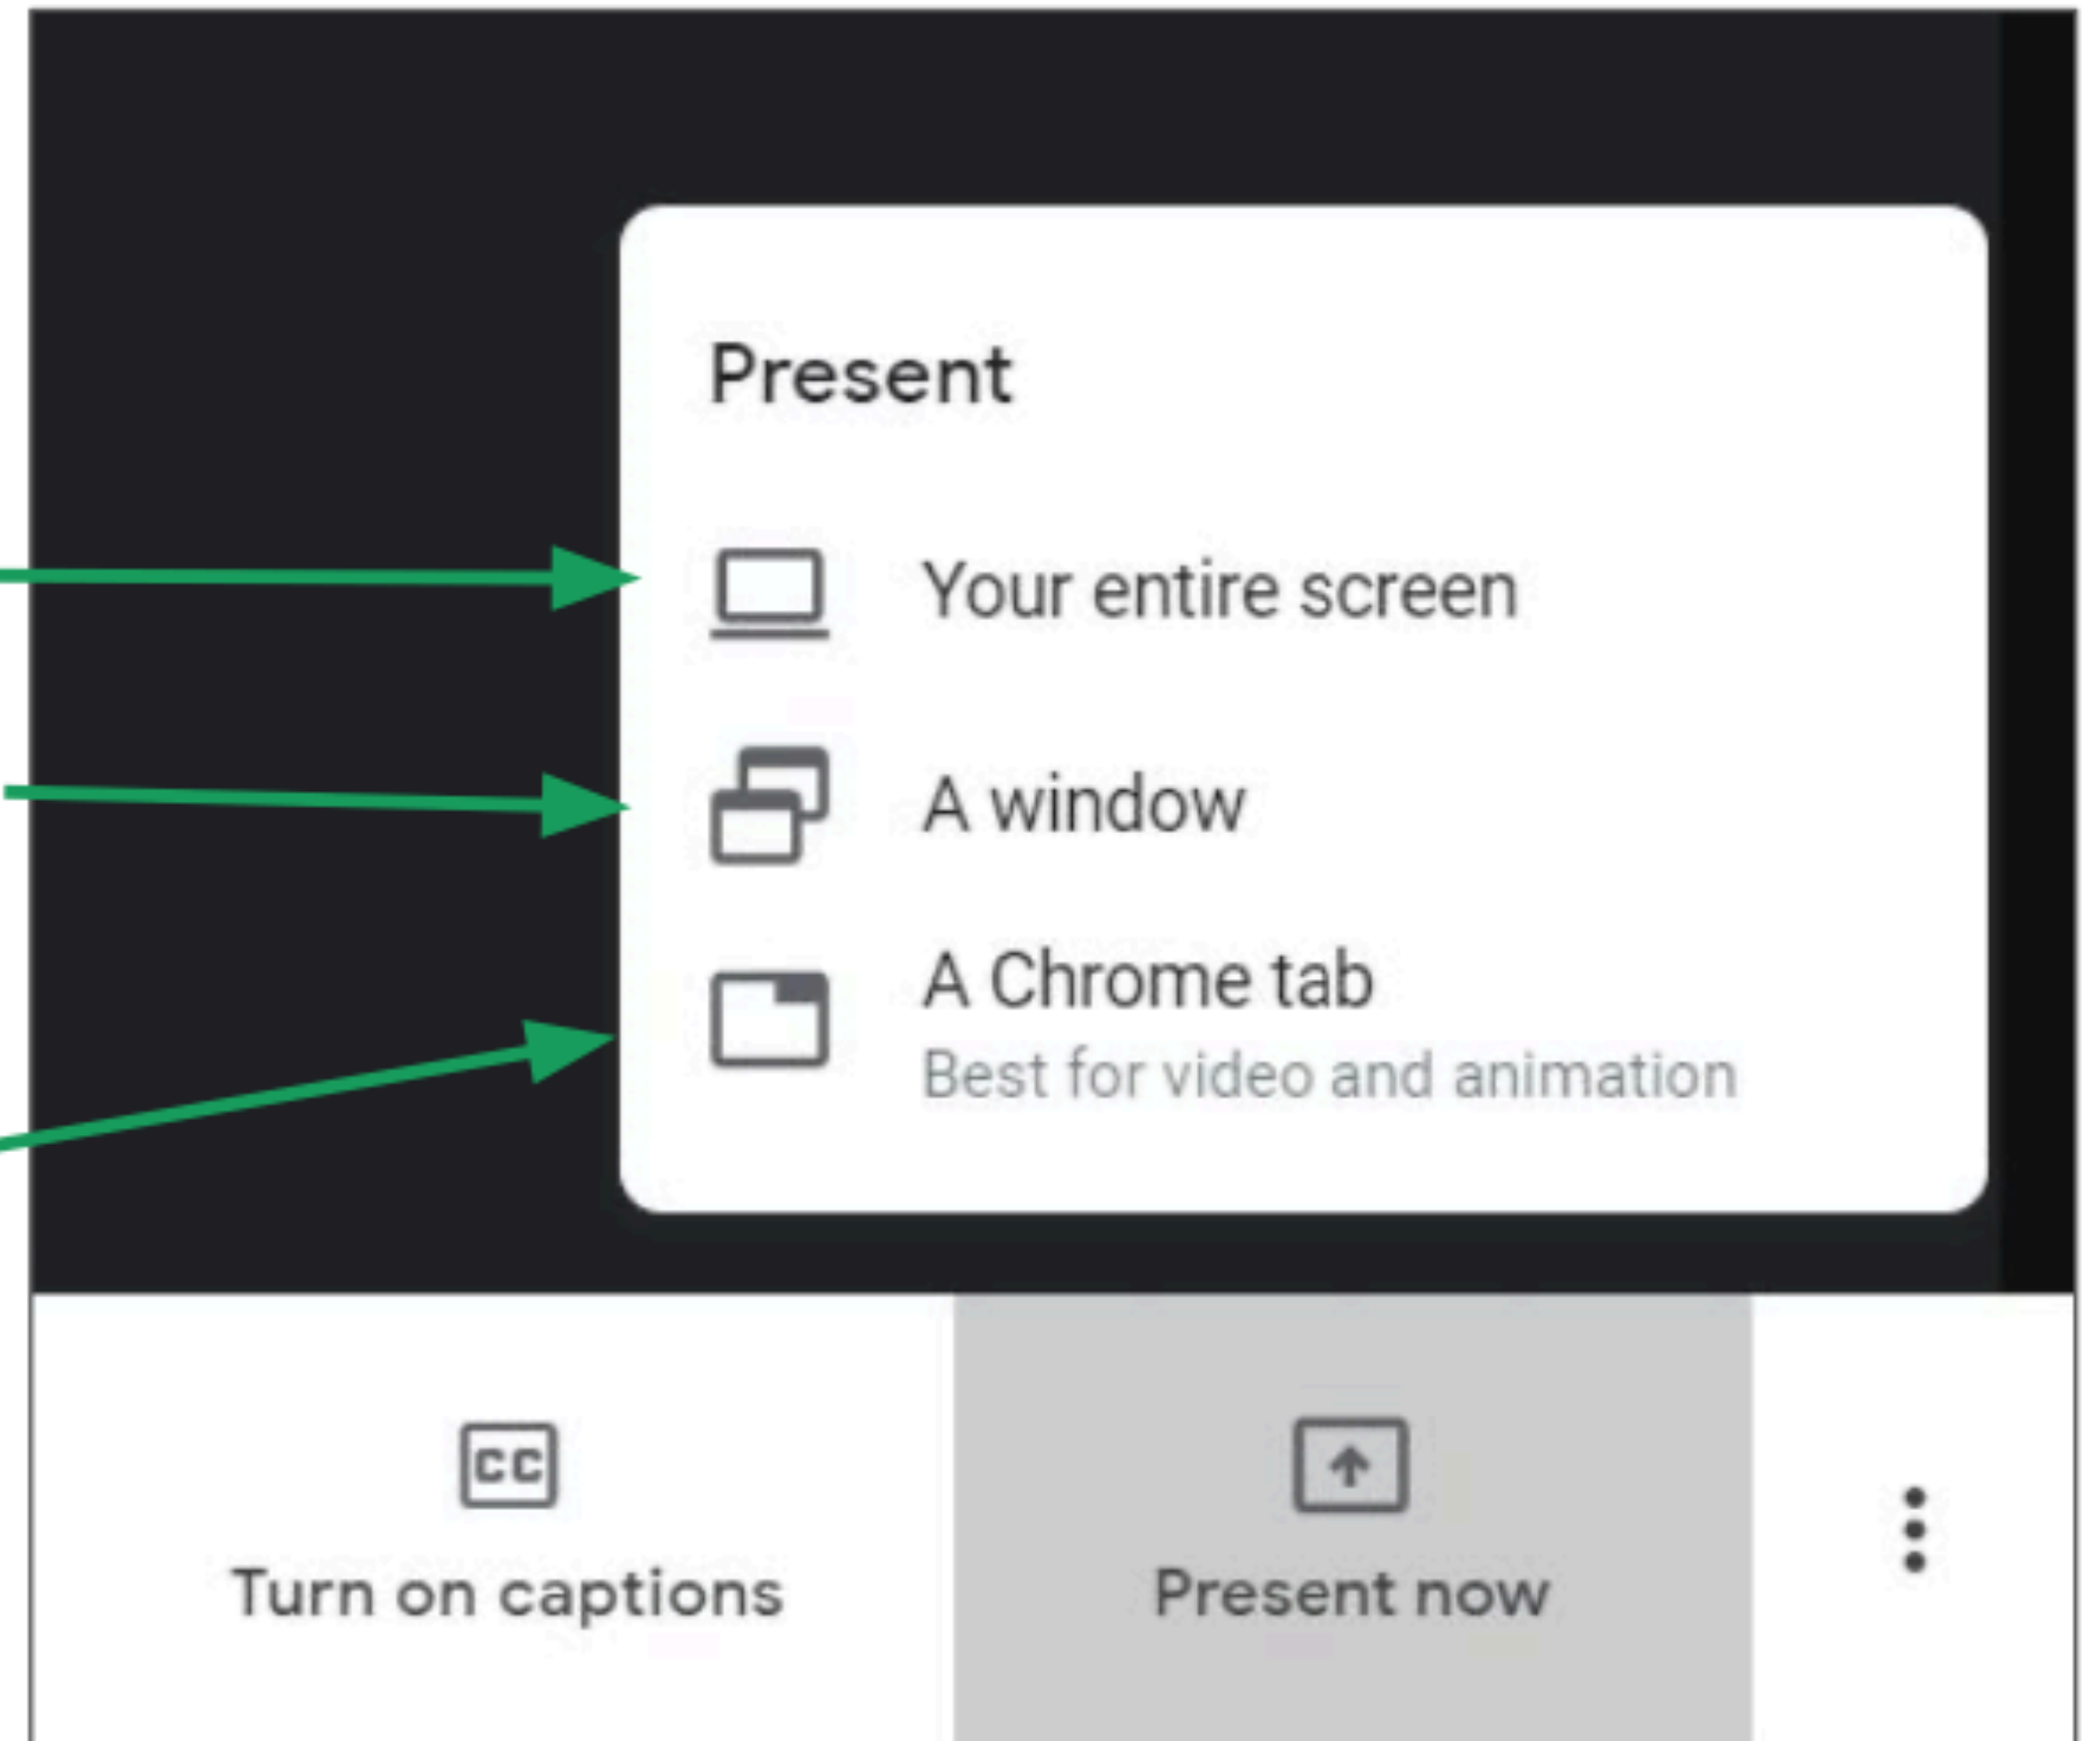 Present
Your entire screen
A window
A Chrome tab
Best for video and animation
CC
Turn on captions
Present now